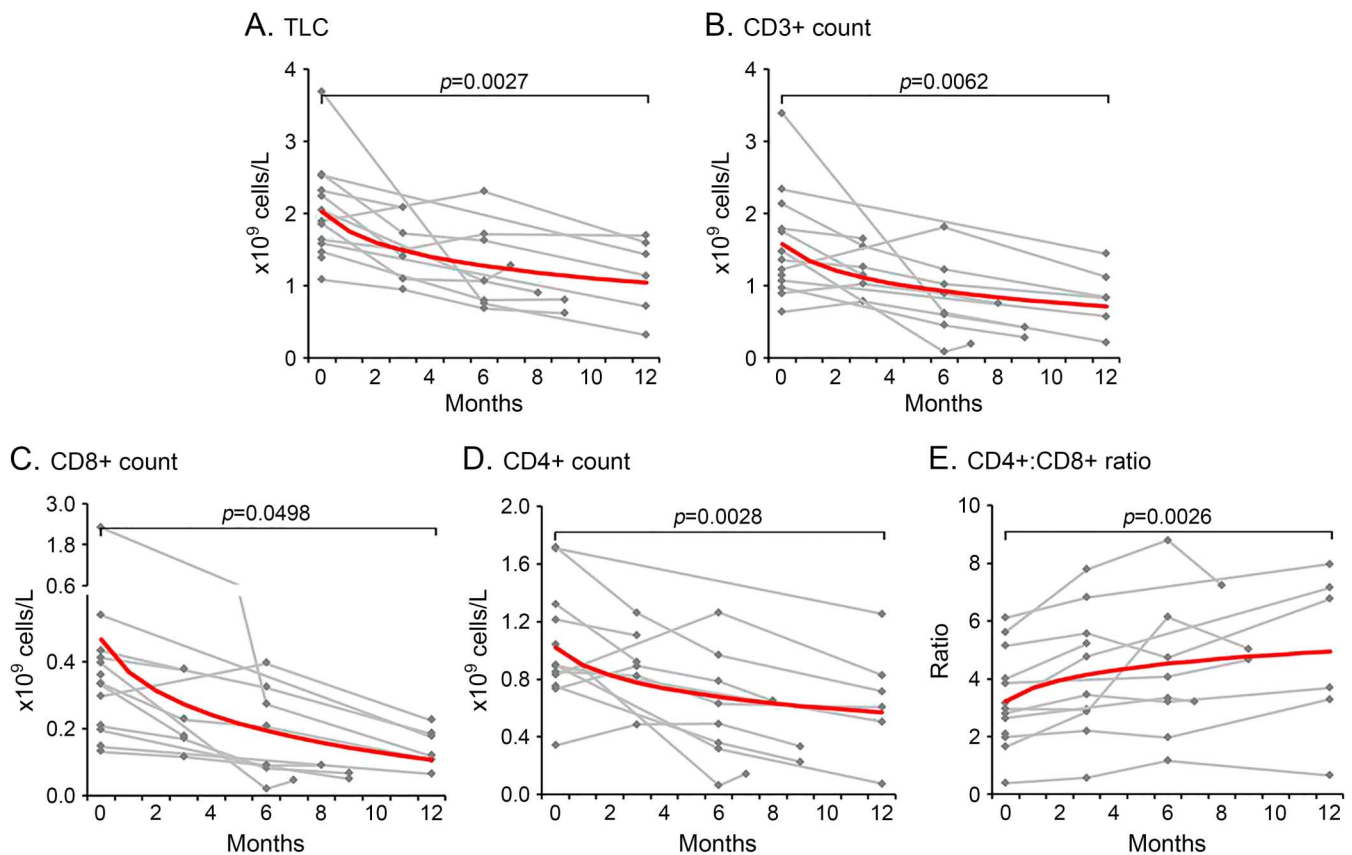 A. TLC
B. CD3+ count
p=0.0027
p=0.0062
4
3
2
1
0
x10⁹ cells/L
0 2 4 6 8 10 12
Months
4
3
2
1
0
x10⁹ cells/L
0 2 4 6 8 10 12
Months
C. CD8+ count
D. CD4+ count
E. CD4+:CD8+ ratio
p=0.0498
p=0.0028
p=0.0026
3.0
1.8
0.6
0.4
0.2
0.0
x10⁹ cells/L
0 2 4 6 8 10 12
Months
2.0
1.6
1.2
0.8
0.4
0.0
x10⁹ cells/L
0 2 4 6 8 10 12
Months
10
8
6
4
2
0
Ratio
0 2 4 6 8 10 12
Months